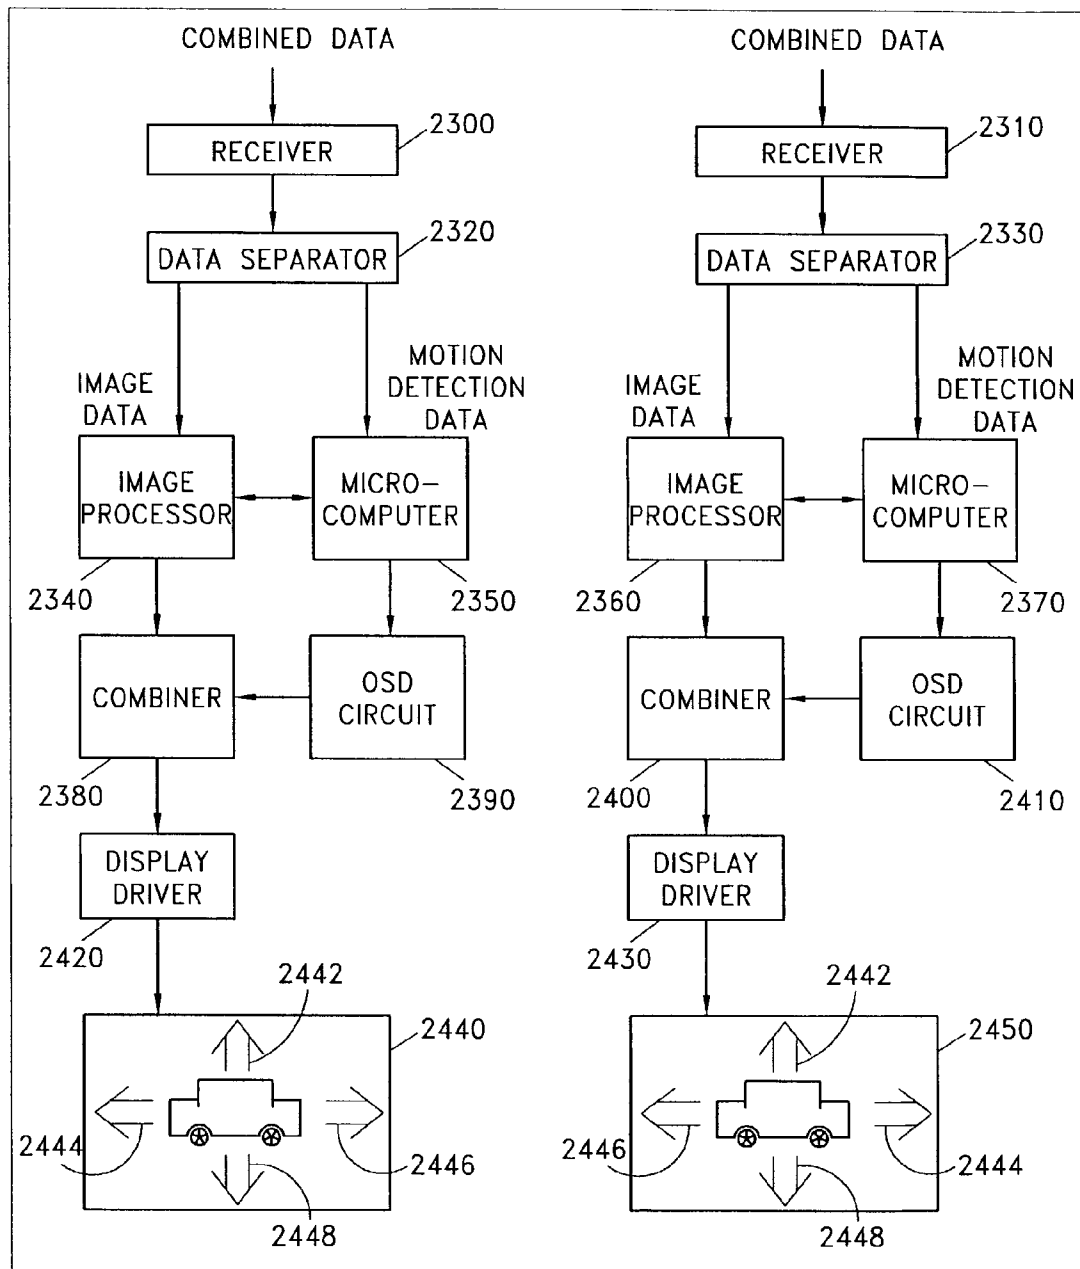 COMBINED DATA
RECEIVER
2300
DATA SEPARATOR
2320
IMAGE
DATA
MOTION
DETECTION
DATA
IMAGE
PROCESSOR
2340
MICRO-
COMPUTER
2350
COMBINER
2380
OSD
CIRCUIT
2390
DISPLAY
DRIVER
2420
2442
2440
2444
2446
2448
COMBINED DATA
RECEIVER
2310
DATA SEPARATOR
2330
IMAGE
DATA
MOTION
DETECTION
DATA
IMAGE
PROCESSOR
2360
MICRO-
COMPUTER
2370
COMBINER
2400
OSD
CIRCUIT
2410
DISPLAY
DRIVER
2430
2442
2450
2446
2444
2448